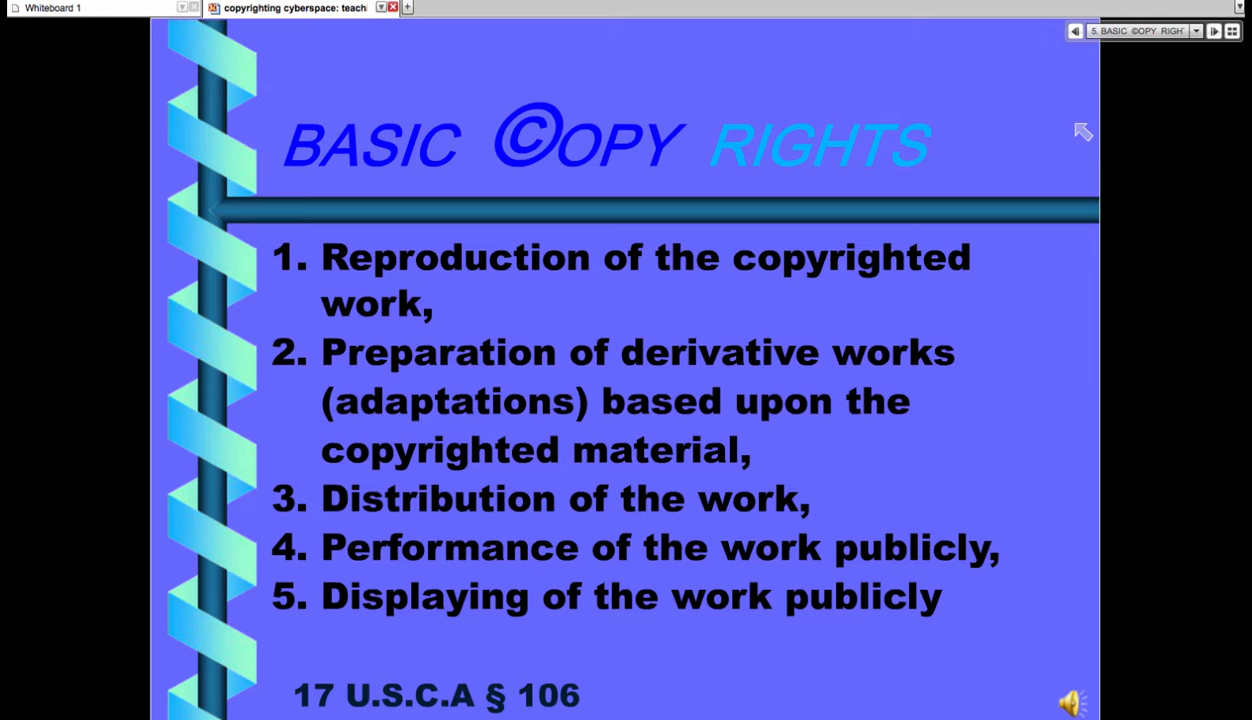 Whiteboard 1
copyrighting cyberspace: teach
5. BASIC ©OPY RIGH
BASIC ©OPY RIGHTS
1. Reproduction of the copyrighted
work,
2. Preparation of derivative works
(adaptations) based upon the
copyrighted material,
3. Distribution of the work,
4. Performance of the work publicly,
5. Displaying of the work publicly
17 U.S.C.A § 106